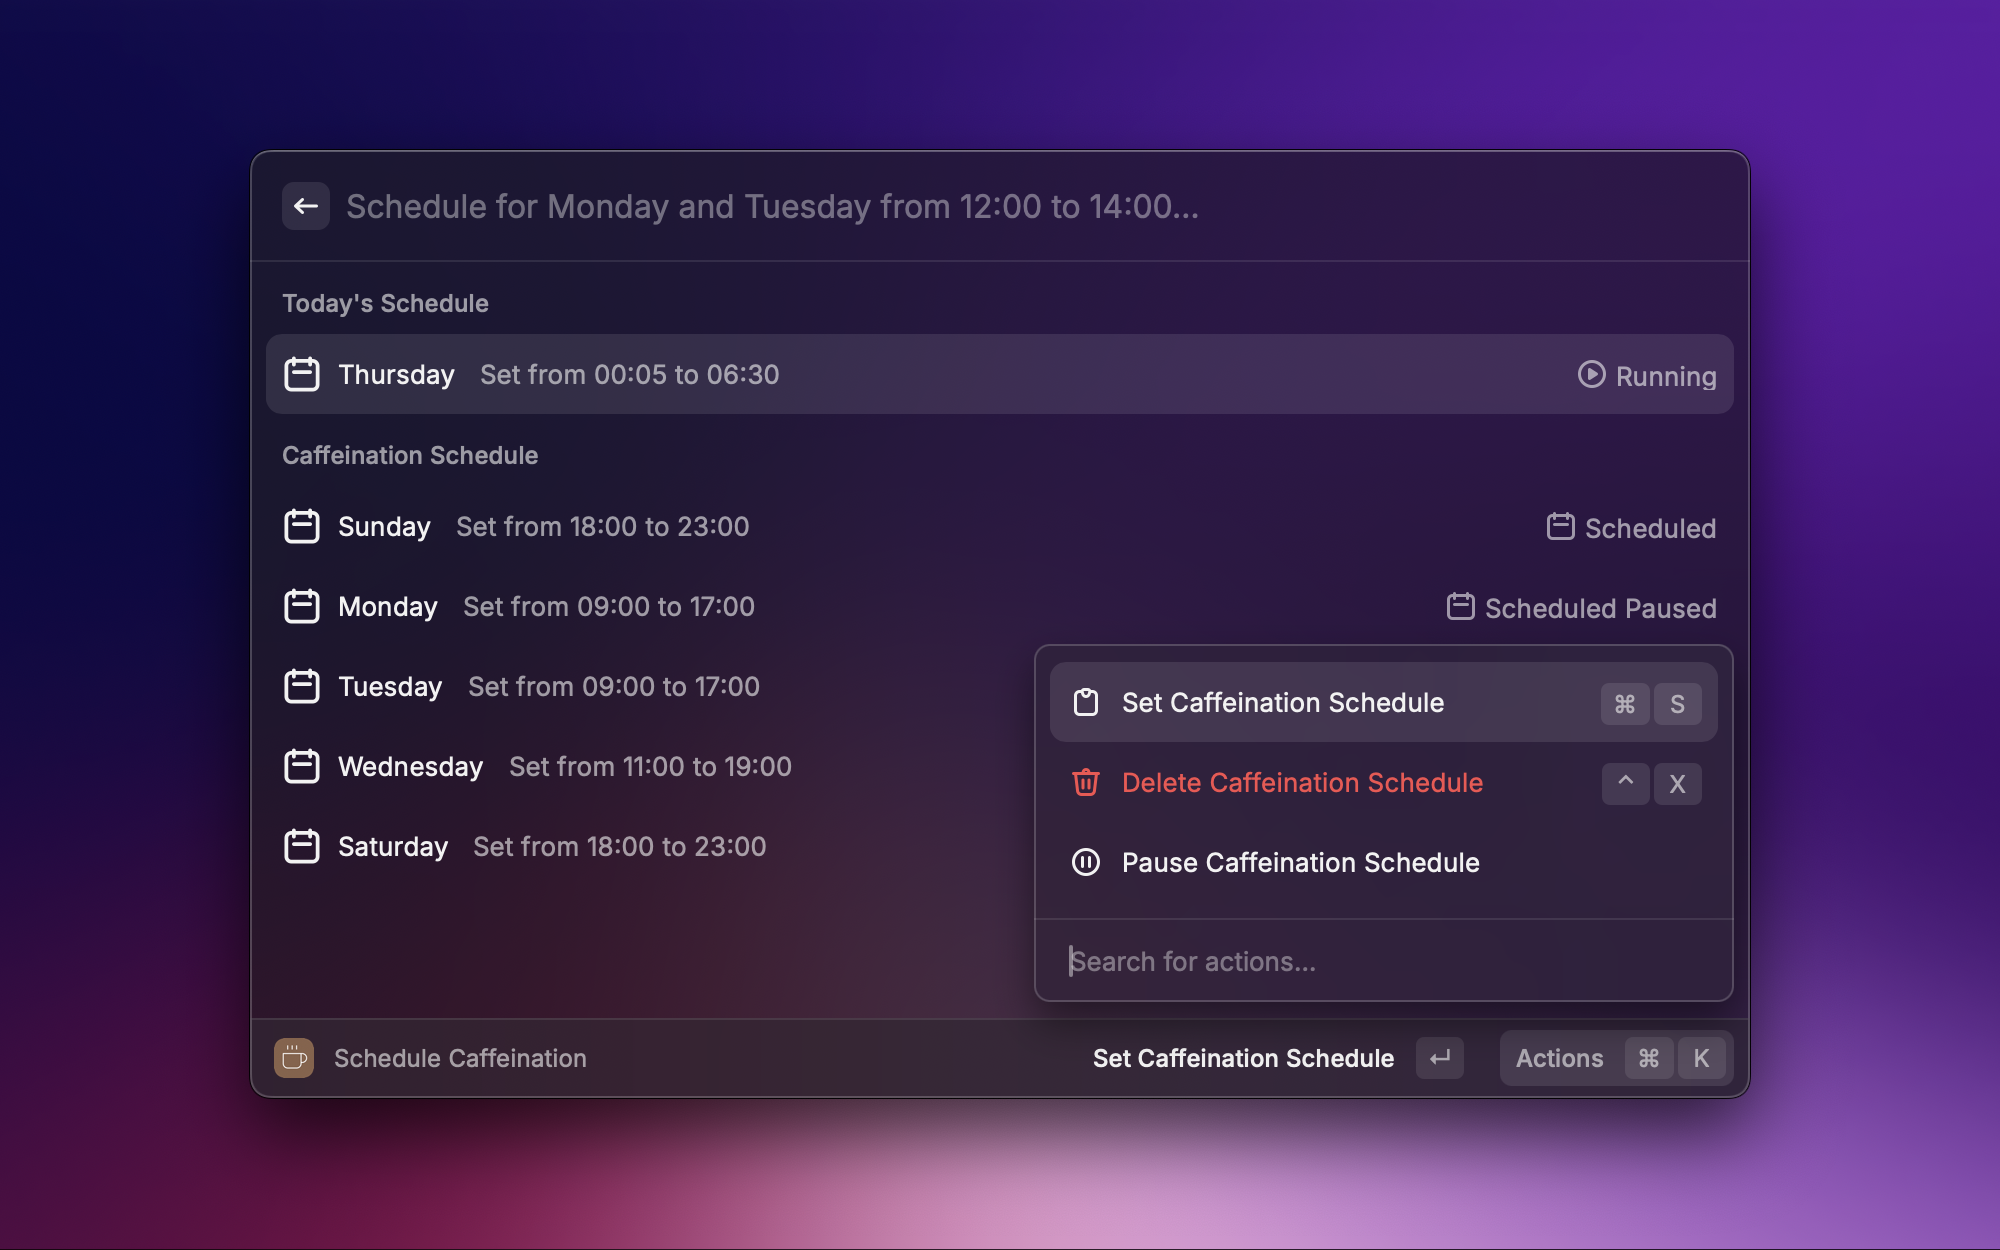 Schedule for Monday and Tuesday from 12:00 to 14:00...
Today's Schedule
Thursday Set from 00:05 to 06:30 Running
Caffeination Schedule
Sunday Set from 18:00 to 23:00 Scheduled
Monday Set from 09:00 to 17:00 Scheduled Paused
Tuesday Set from 09:00 to 17:00
Wednesday Set from 11:00 to 19:00
Saturday Set from 18:00 to 23:00
Set Caffeination Schedule ⌘ S
Delete Caffeination Schedule ^ X
Pause Caffeination Schedule
Search for actions...
Schedule Caffeination Set Caffeination Schedule ↵ Actions ⌘ K